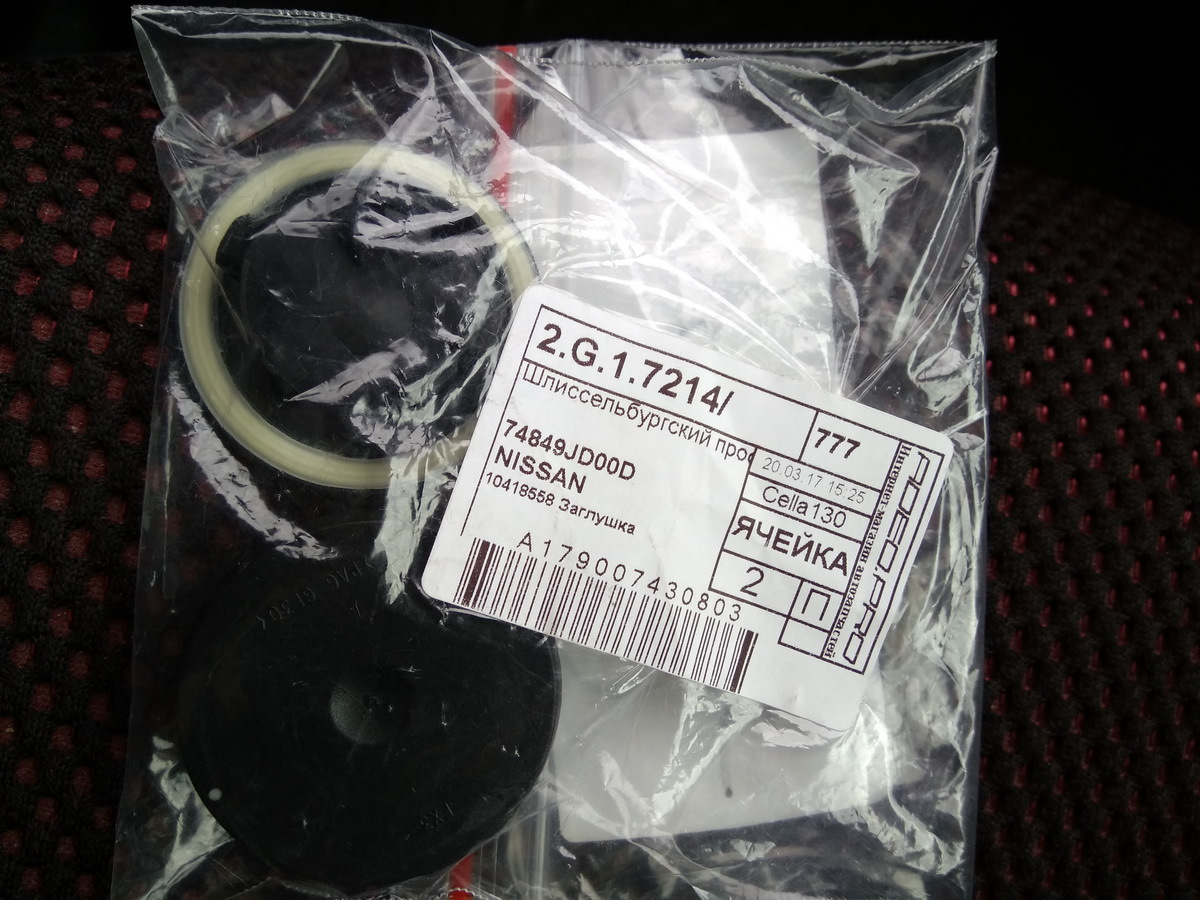 2.G.1.7214/
777
Шлиссельбургский прос
20.03.17 15:25
74849JD00D
NISSAN
Cella130
10418558 Заглушка
ЯЧЕЙКА
2
П
A179007430803
Интернет-магазин автозапчастей